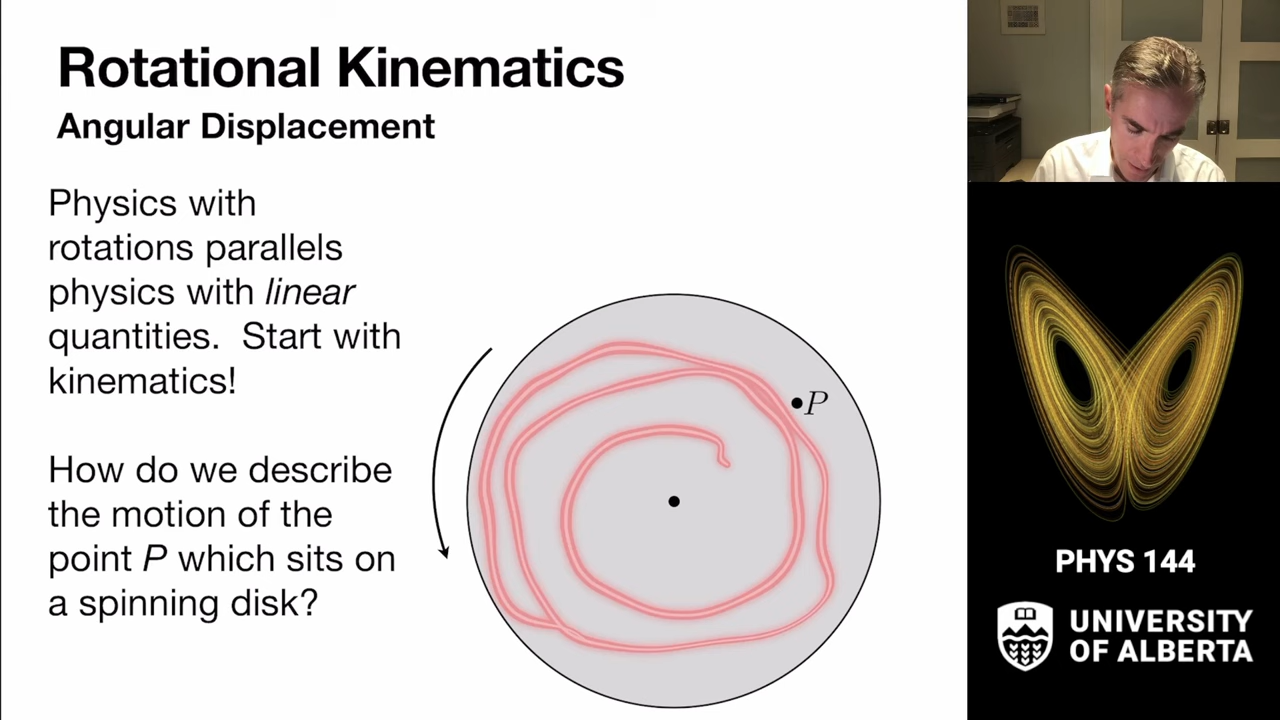 Rotational Kinematics
Angular Displacement
Physics with
rotations parallels
physics with linear
quantities.  Start with
kinematics!
How do we describe
the motion of the
point P which sits on
a spinning disk?
P
PHYS 144
UNIVERSITY
OF ALBERTA